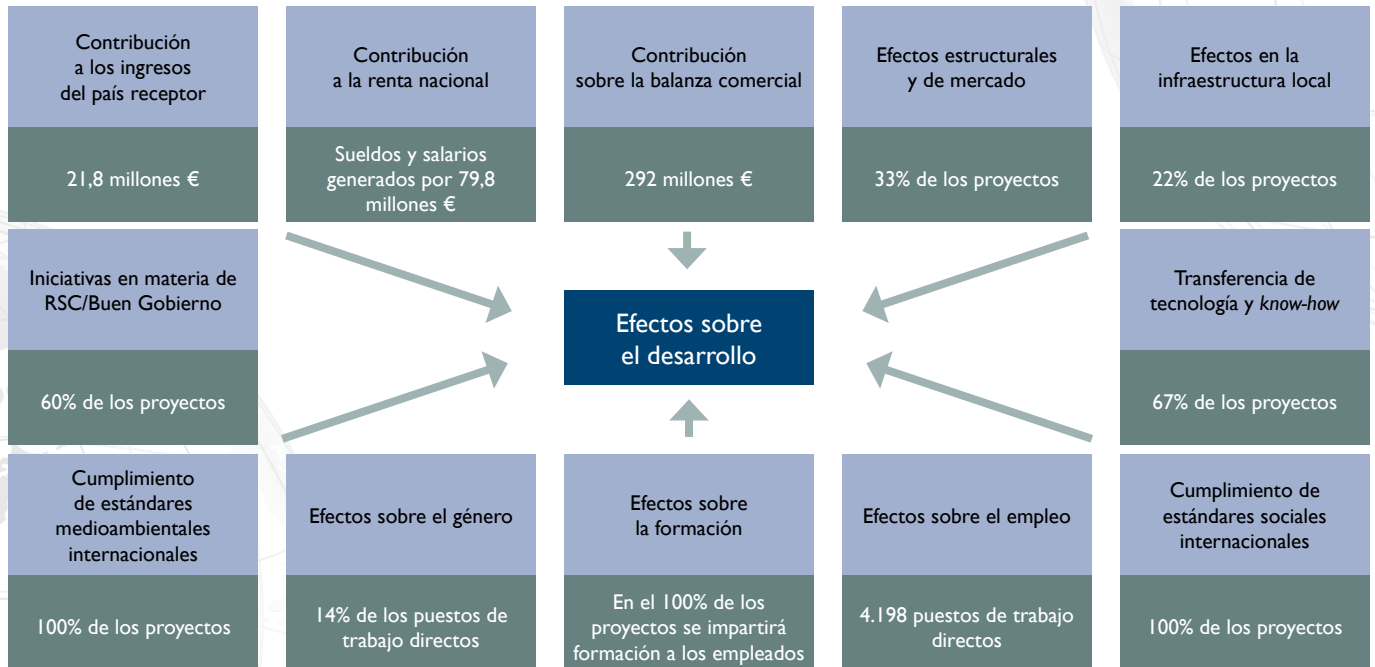 Contribución
a los ingresos
del país receptor
21,8 millones €
Contribución
a la renta nacional
Sueldos y salarios
generados por 79,8
millones €
Contribución
sobre la balanza comercial
292 millones €
Efectos estructurales
y de mercado
33% de los proyectos
Efectos en la
infraestructura local
22% de los proyectos
Iniciativas en materia de
RSC/Buen Gobierno
60% de los proyectos
Efectos sobre
el desarrollo
Transferencia de
tecnología y know-how
67% de los proyectos
Cumplimiento
de estándares
medioambientales
internacionales
100% de los proyectos
Efectos sobre el género
14% de los puestos de
trabajo directos
Efectos sobre
la formación
En el 100% de los
proyectos se impartirá
formación a los empleados
Efectos sobre el empleo
4.198 puestos de trabajo
directos
Cumplimiento de
estándares sociales
internacionales
100% de los proyectos